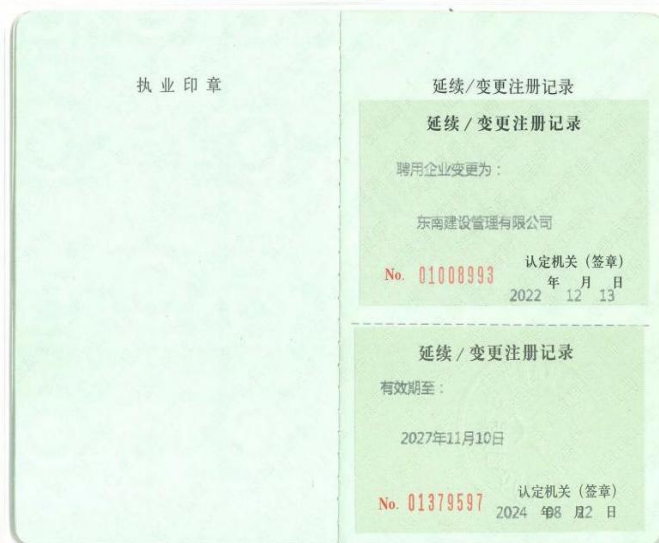 执业印章
延续/变更注册记录
延续/变更注册记录
聘用企业变更为：
东南建设管理有限公司
认定机关（签章）
No. 01008993
年 月 日
2022 12 13
延续/变更注册记录
有效期至：
2027年11月10日
认定机关（签章）
No. 01379597
2024 年08 月22 日